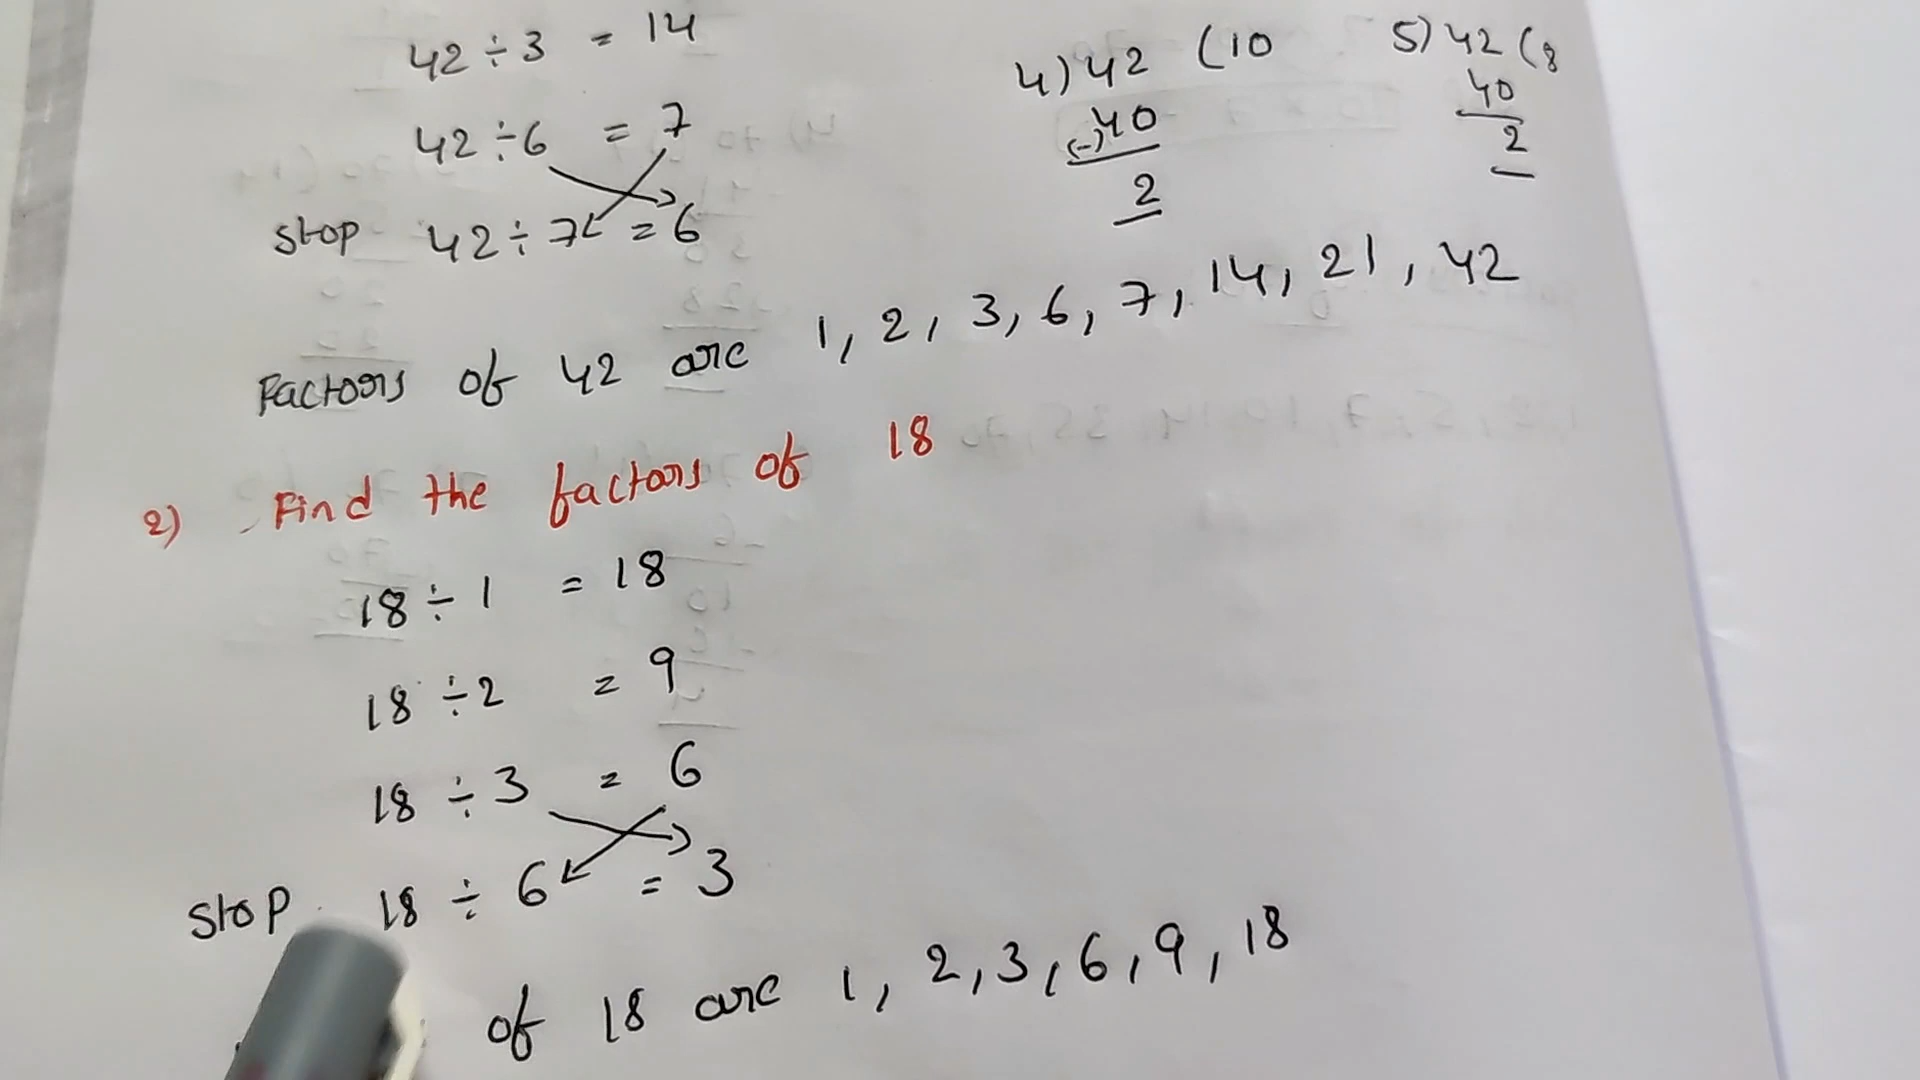 42 ÷ 3 = 14
42 ÷ 6 = 7
stop 42 ÷ 7 = 6
4) 42 (10
(-) 40
2
5) 42 (8
40
2
Factors of 42 are 1, 2, 3, 6, 7, 14, 21, 42
2) Find the factors of 18
18 ÷ 1 = 18
18 ÷ 2 = 9
18 ÷ 3 = 6
Stop 18 ÷ 6 = 3
of 18 are 1, 2, 3, 6, 9, 18